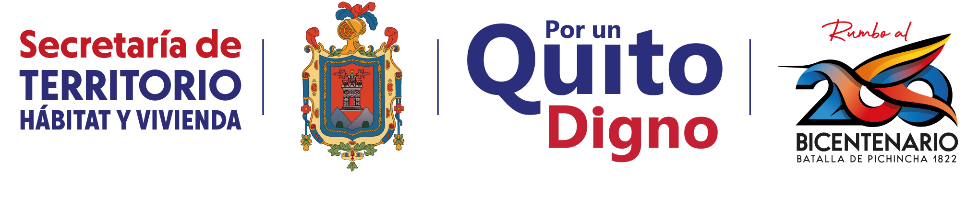 Secretaría de
TERRITORIO
HÁBITAT Y VIVIENDA
Por un
Quito
Digno
Rumbo al
200
BICENTENARIO
BATALLA DE PICHINCHA 1822